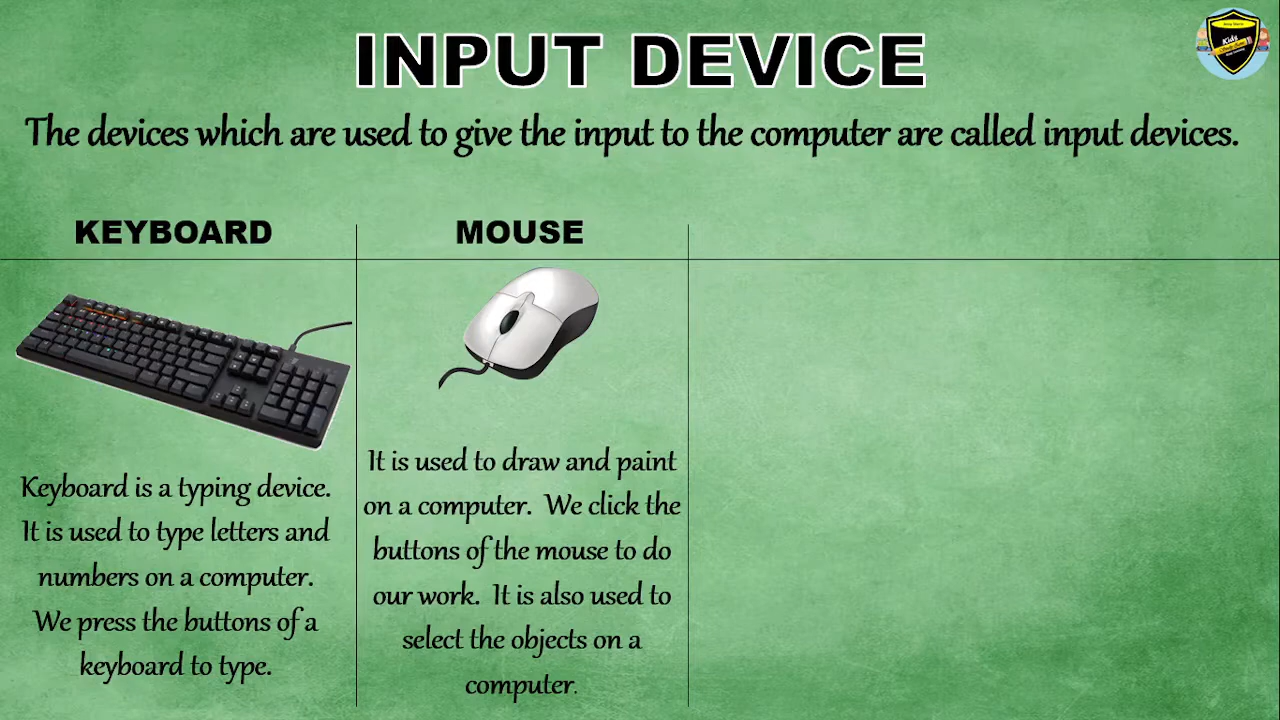 INPUT DEVICE
The devices which are used to give the input to the computer are called input devices.
KEYBOARD
Keyboard is a typing device.
It is used to type letters and
numbers on a computer.
We press the buttons of a
keyboard to type.
MOUSE
It is used to draw and paint
on a computer. We click the
buttons of the mouse to do
our work. It is also used to
select the objects on a
computer.
Kidy